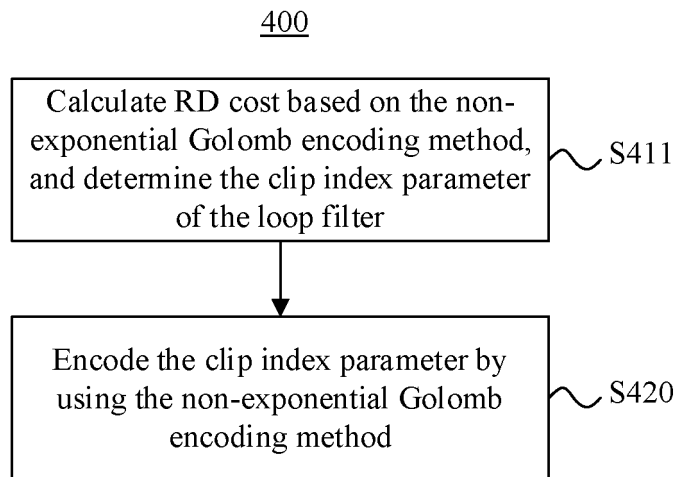 400
Calculate RD cost based on the non-
exponential Golomb encoding method,
and determine the clip index parameter
of the loop filter
S411
Encode the clip index parameter by
using the non-exponential Golomb
encoding method
S420